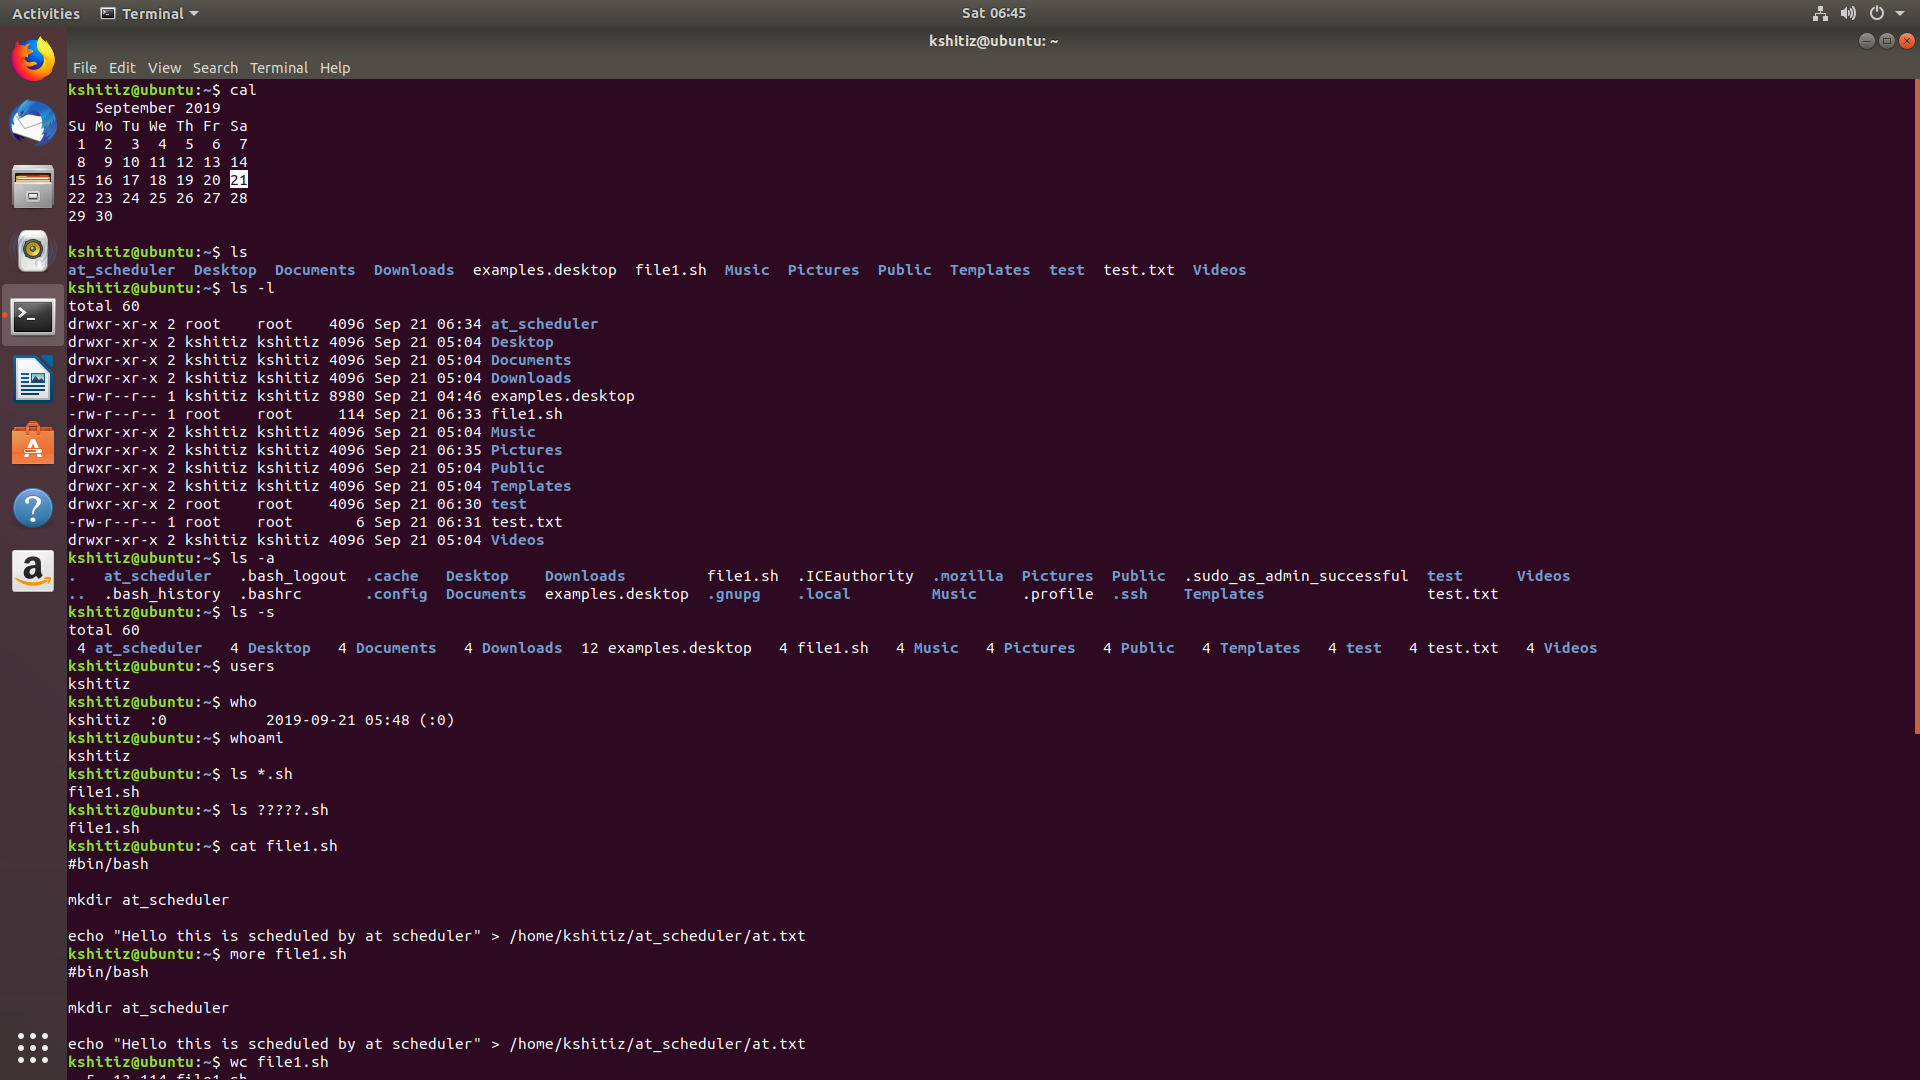 Activities Terminal Sat 06:45
kshitiz@ubuntu: ~
File Edit View Search Terminal Help
kshitiz@ubuntu:~$ cal
   September 2019
Su Mo Tu We Th Fr Sa
 1  2  3  4  5  6  7
 8  9 10 11 12 13 14
15 16 17 18 19 20 21
22 23 24 25 26 27 28
29 30
kshitiz@ubuntu:~$ ls
at_scheduler  Desktop  Documents  Downloads  examples.desktop  file1.sh  Music  Pictures  Public  Templates  test  test.txt  Videos
kshitiz@ubuntu:~$ ls -l
total 60
drwxr-xr-x 2 root    root    4096 Sep 21 06:34 at_scheduler
drwxr-xr-x 2 kshitiz kshitiz 4096 Sep 21 05:04 Desktop
drwxr-xr-x 2 kshitiz kshitiz 4096 Sep 21 05:04 Documents
drwxr-xr-x 2 kshitiz kshitiz 4096 Sep 21 05:04 Downloads
-rw-r--r-- 1 kshitiz kshitiz 8980 Sep 21 04:46 examples.desktop
-rw-r--r-- 1 root    root     114 Sep 21 06:33 file1.sh
drwxr-xr-x 2 kshitiz kshitiz 4096 Sep 21 05:04 Music
drwxr-xr-x 2 kshitiz kshitiz 4096 Sep 21 06:35 Pictures
drwxr-xr-x 2 kshitiz kshitiz 4096 Sep 21 05:04 Public
drwxr-xr-x 2 kshitiz kshitiz 4096 Sep 21 05:04 Templates
drwxr-xr-x 2 root    root    4096 Sep 21 06:30 test
-rw-r--r-- 1 root    root       6 Sep 21 06:31 test.txt
drwxr-xr-x 2 kshitiz kshitiz 4096 Sep 21 05:04 Videos
kshitiz@ubuntu:~$ ls -a
.   at_scheduler   .bash_logout  .cache   Desktop    Downloads         file1.sh  .ICEauthority  .mozilla  Pictures  Public  .sudo_as_admin_successful  test      Videos
..  .bash_history  .bashrc       .config  Documents  examples.desktop  .gnupg    .local         Music     .profile  .ssh    Templates                  test.txt
kshitiz@ubuntu:~$ ls -s
total 60
 4 at_scheduler   4 Desktop   4 Documents   4 Downloads  12 examples.desktop   4 file1.sh   4 Music   4 Pictures   4 Public   4 Templates   4 test   4 test.txt   4 Videos
kshitiz@ubuntu:~$ users
kshitiz
kshitiz@ubuntu:~$ who
kshitiz  :0           2019-09-21 05:48 (:0)
kshitiz@ubuntu:~$ whoami
kshitiz
kshitiz@ubuntu:~$ ls *.sh
file1.sh
kshitiz@ubuntu:~$ ls ?????.sh
file1.sh
kshitiz@ubuntu:~$ cat file1.sh
#bin/bash
mkdir at_scheduler
echo "Hello this is scheduled by at scheduler" > /home/kshitiz/at_scheduler/at.txt
kshitiz@ubuntu:~$ more file1.sh
#bin/bash
mkdir at_scheduler
echo "Hello this is scheduled by at scheduler" > /home/kshitiz/at_scheduler/at.txt
kshitiz@ubuntu:~$ wc file1.sh
  5  13 114 file1.sh